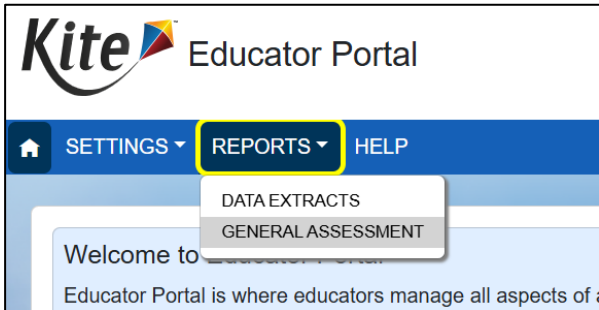 Kite Educator Portal
SETTINGS REPORTS HELP
DATA EXTRACTS
GENERAL ASSESSMENT
Welcome to Educator Portal
Educator Portal is where educators manage all aspects of